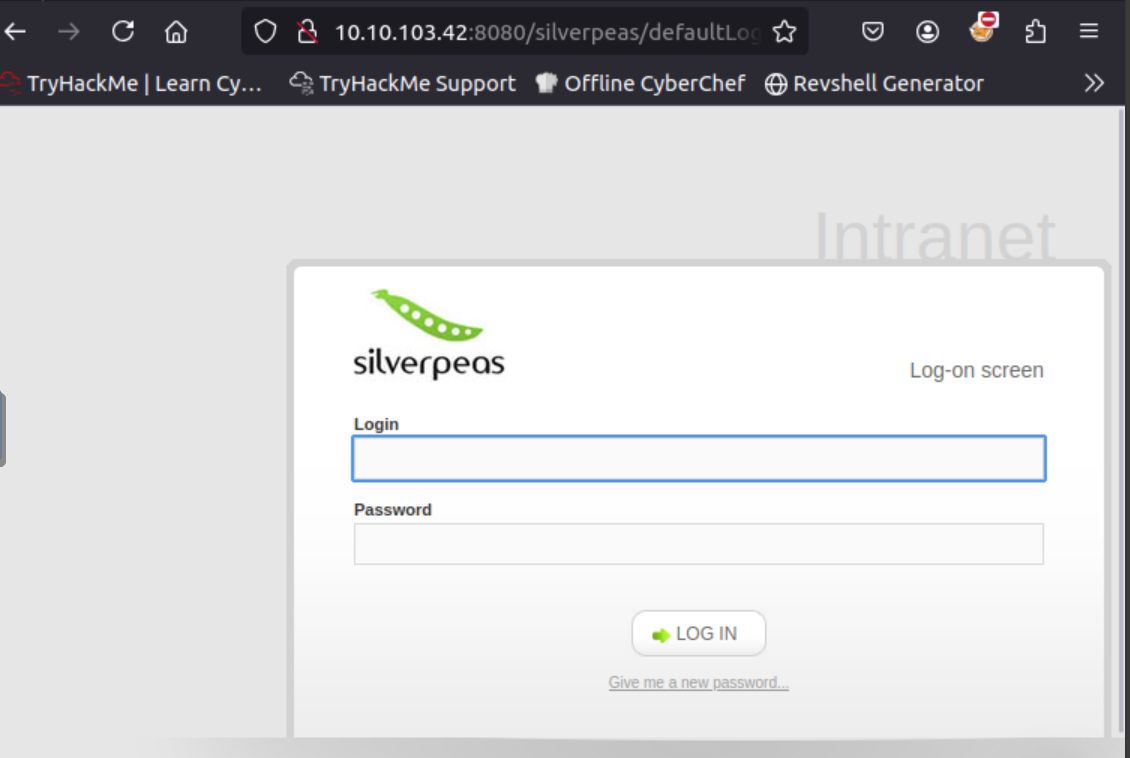 10.10.103.42:8080/silverpeas/defaultLog
TryHackMe | Learn Cy... TryHackMe Support Offline CyberChef Revshell Generator
Intranet
silverpeas
Log-on screen
Login
Password
LOG IN
Give me a new password...